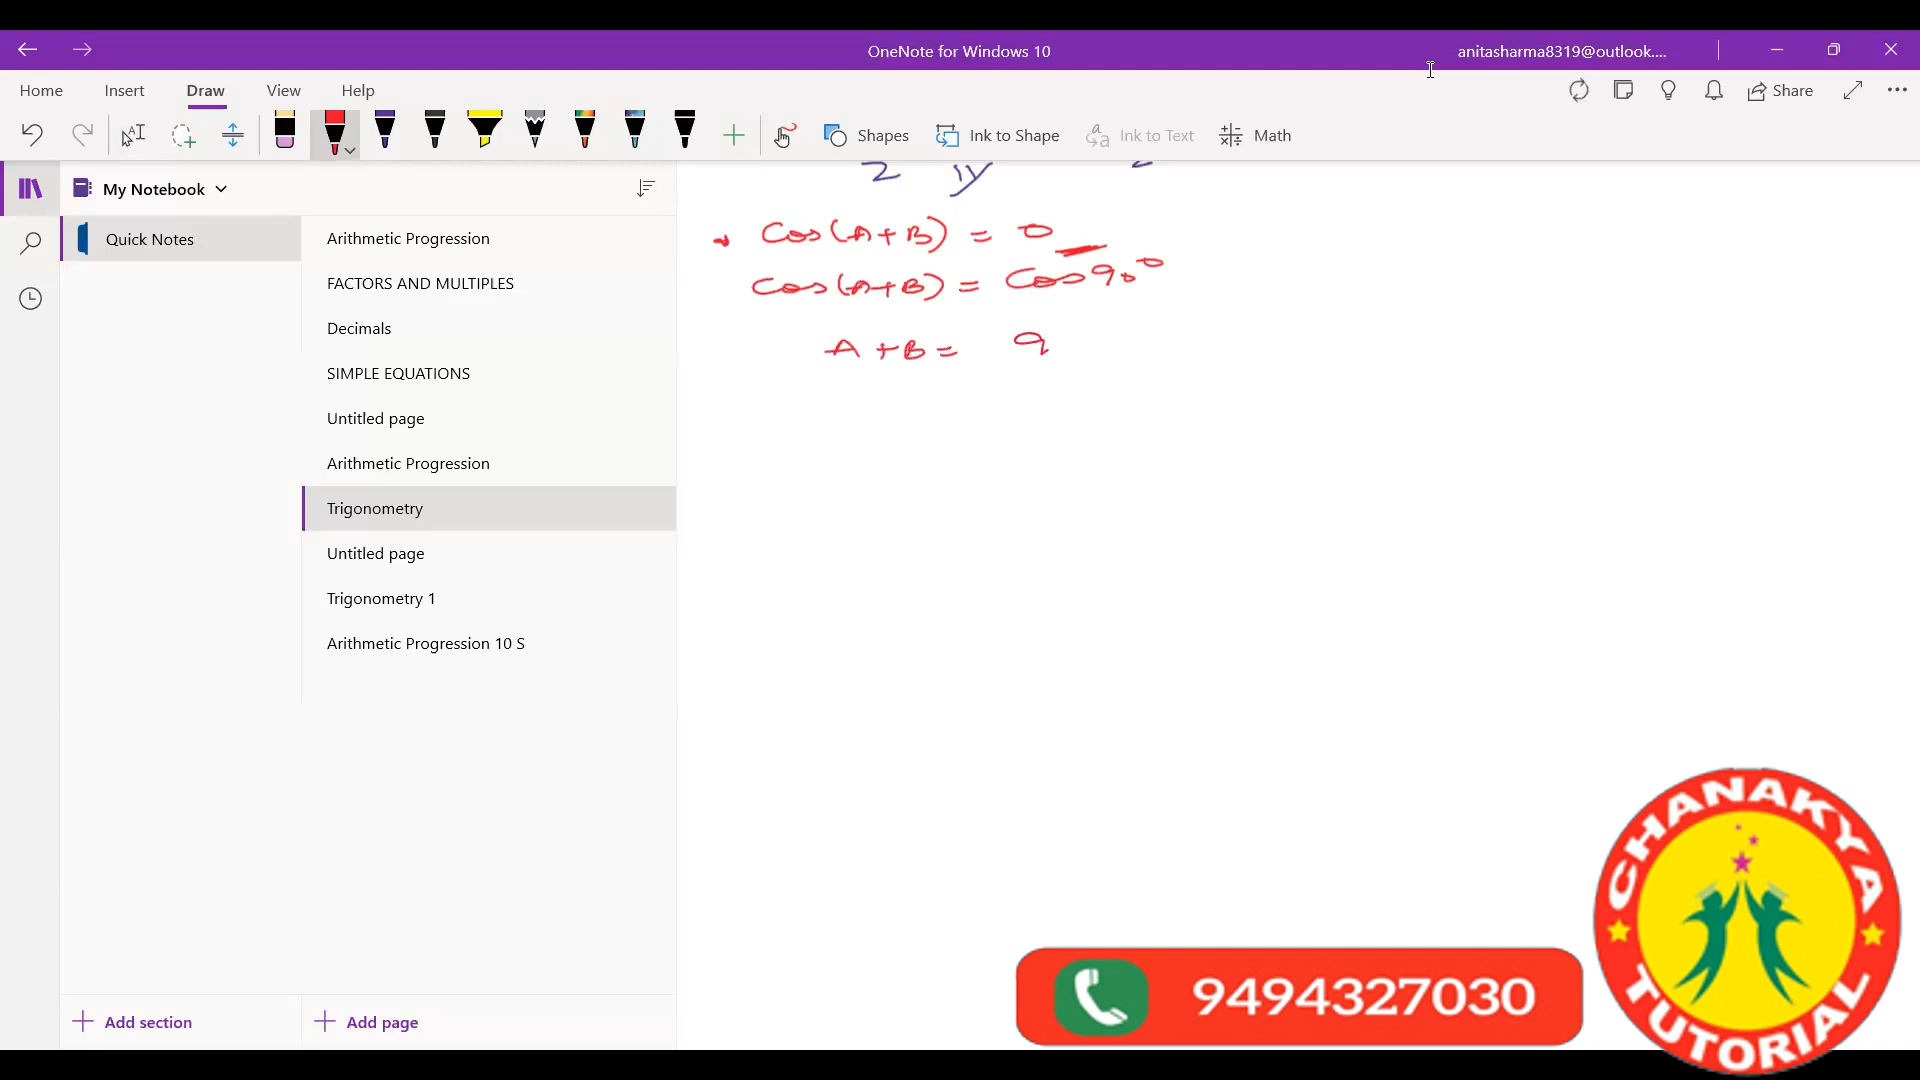 OneNote for Windows 10
anitasharma8319@outlook....
Home Insert Draw View Help
Share
Shapes Ink to Shape Ink to Text Math
My Notebook
Quick Notes
Arithmetic Progression
FACTORS AND MULTIPLES
Decimals
SIMPLE EQUATIONS
Untitled page
Arithmetic Progression
Trigonometry
Untitled page
Trigonometry 1
Arithmetic Progression 10 S
Add section
Add page
Cos(A+B) = 0
Cos(A+B) = Cos90°
A+B= 9
9494327030
CHANAKYA
TUTORIAL